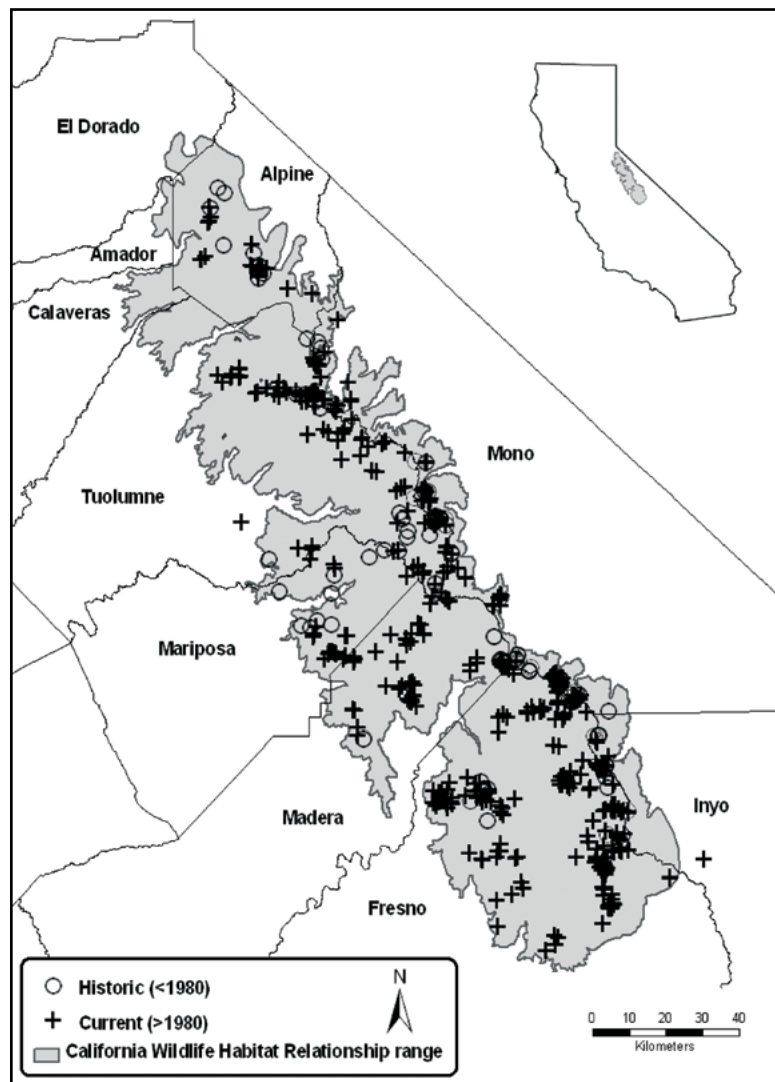 El Dorado
Alpine
Amador
Calaveras
Mono
Tuolumne
Mariposa
Madera
Inyo
Fresno
Historic (<1980)
Current (>1980)
California Wildlife Habitat Relationship range
N
0 10 20 30 40
Kilometers